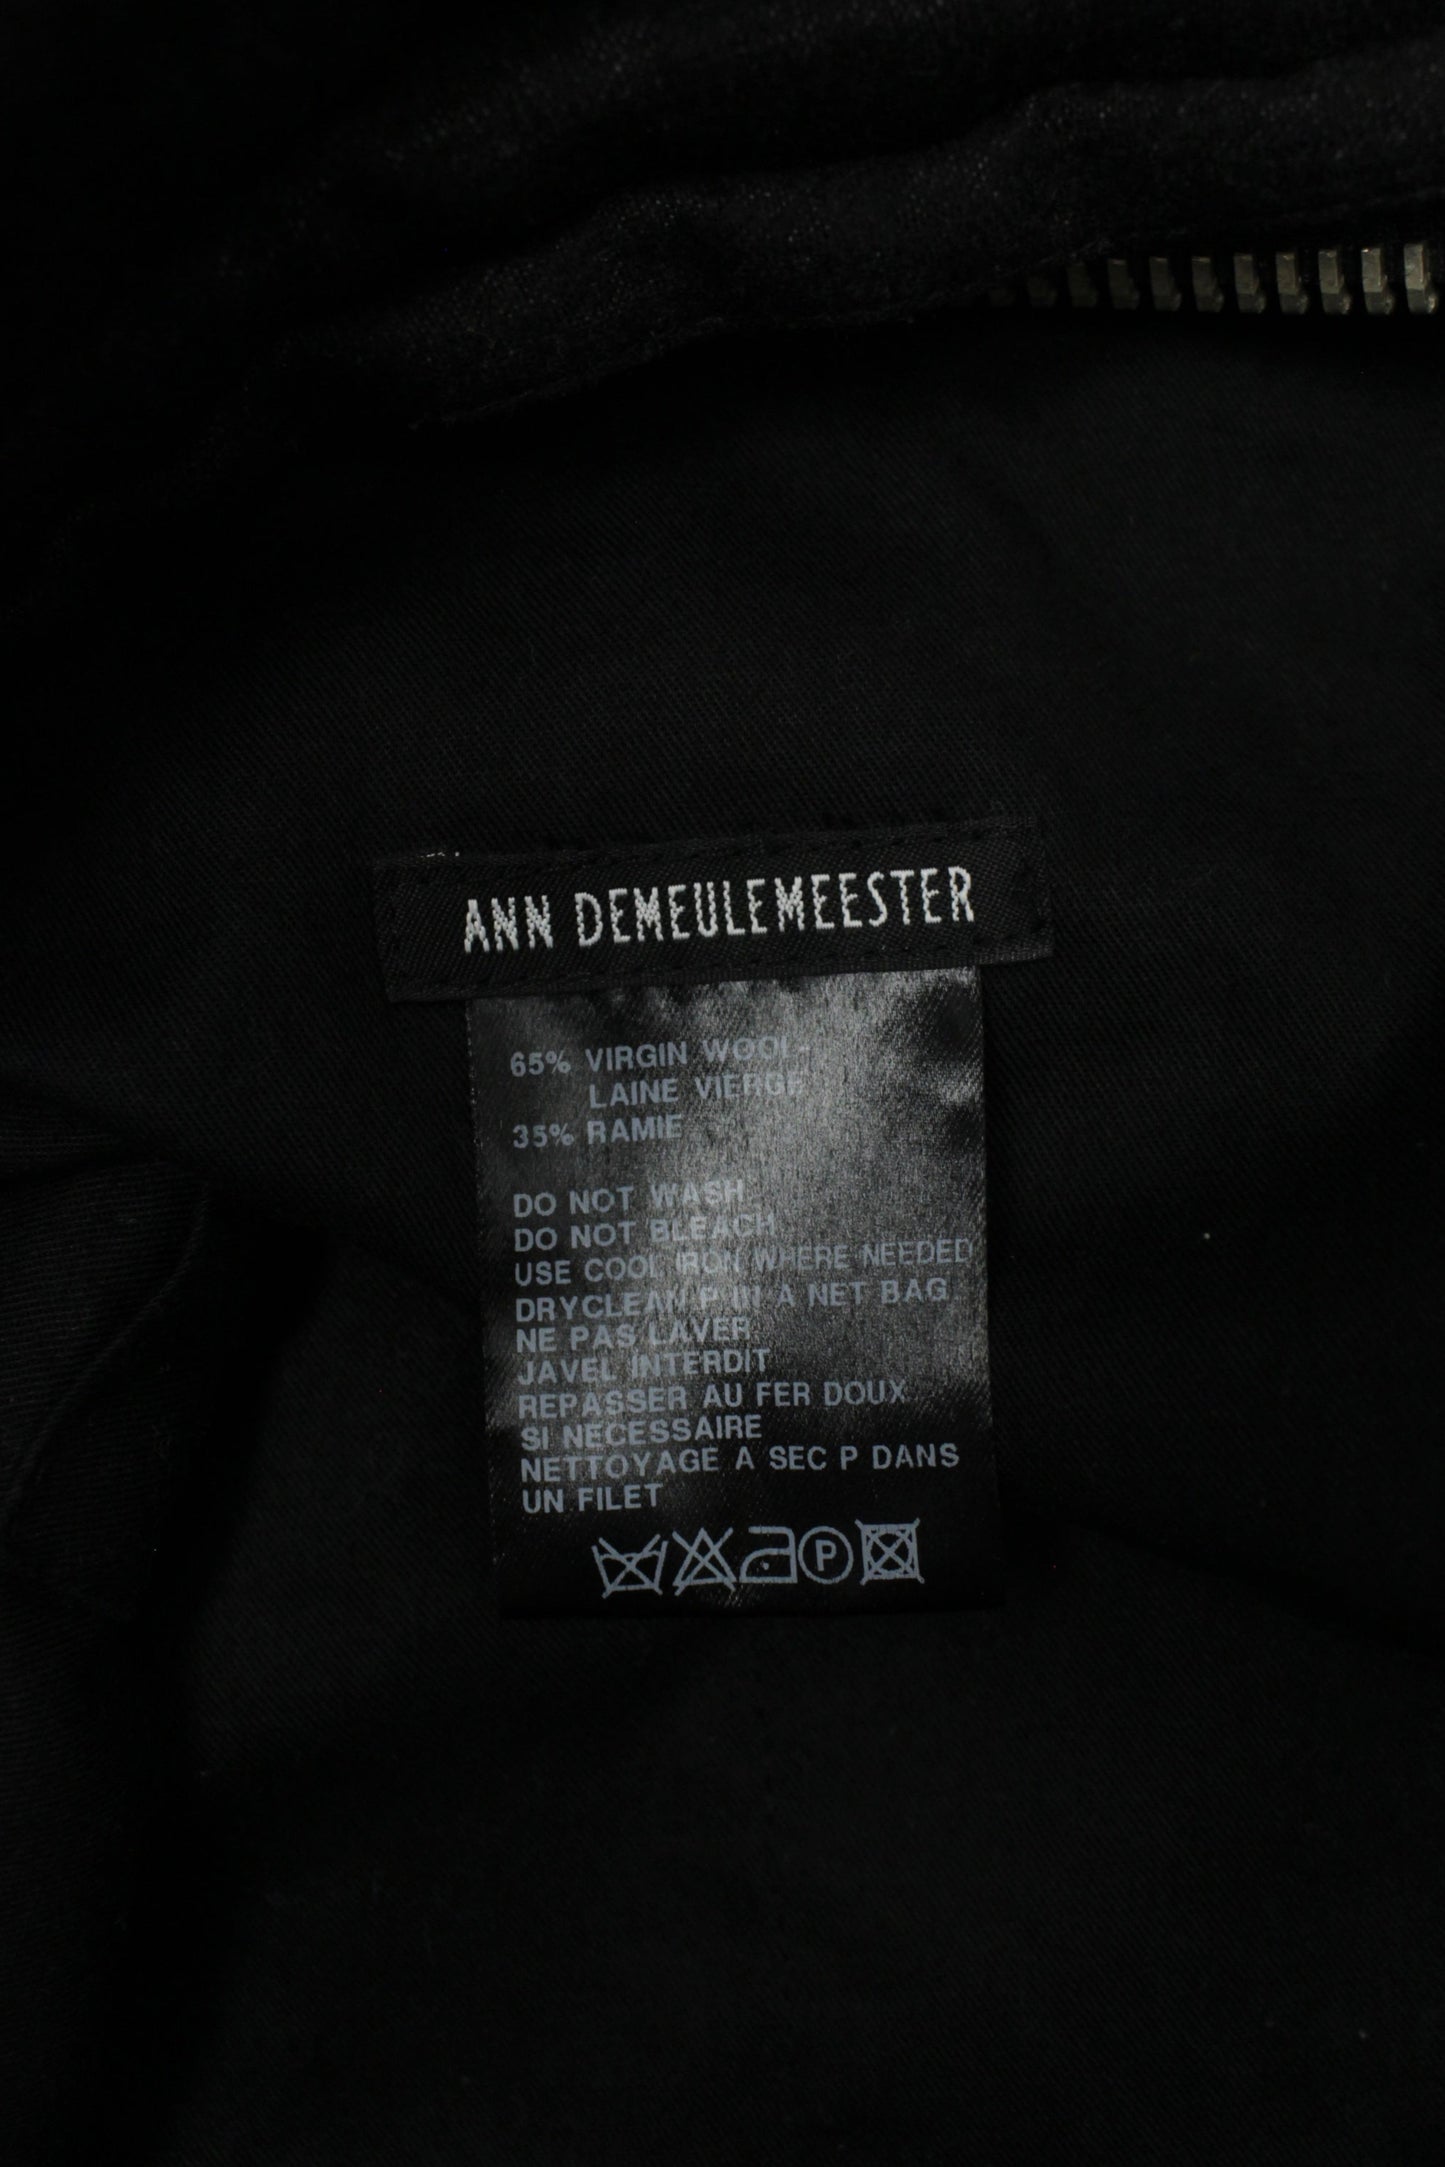 ANN DEMEULEMEESTER
65% VIRGIN WOOL-
LAINE VIERGE
35% RAMIE
DO NOT WASH
DO NOT BLEACH
USE COOL IRON WHERE NEEDED
DRYCLEAN P IN A NET BAG
NE PAS LAVER
JAVEL INTERDIT
REPASSER AU FER DOUX
SI NECESSAIRE
NETTOYAGE A SEC P DANS
UN FILET
P